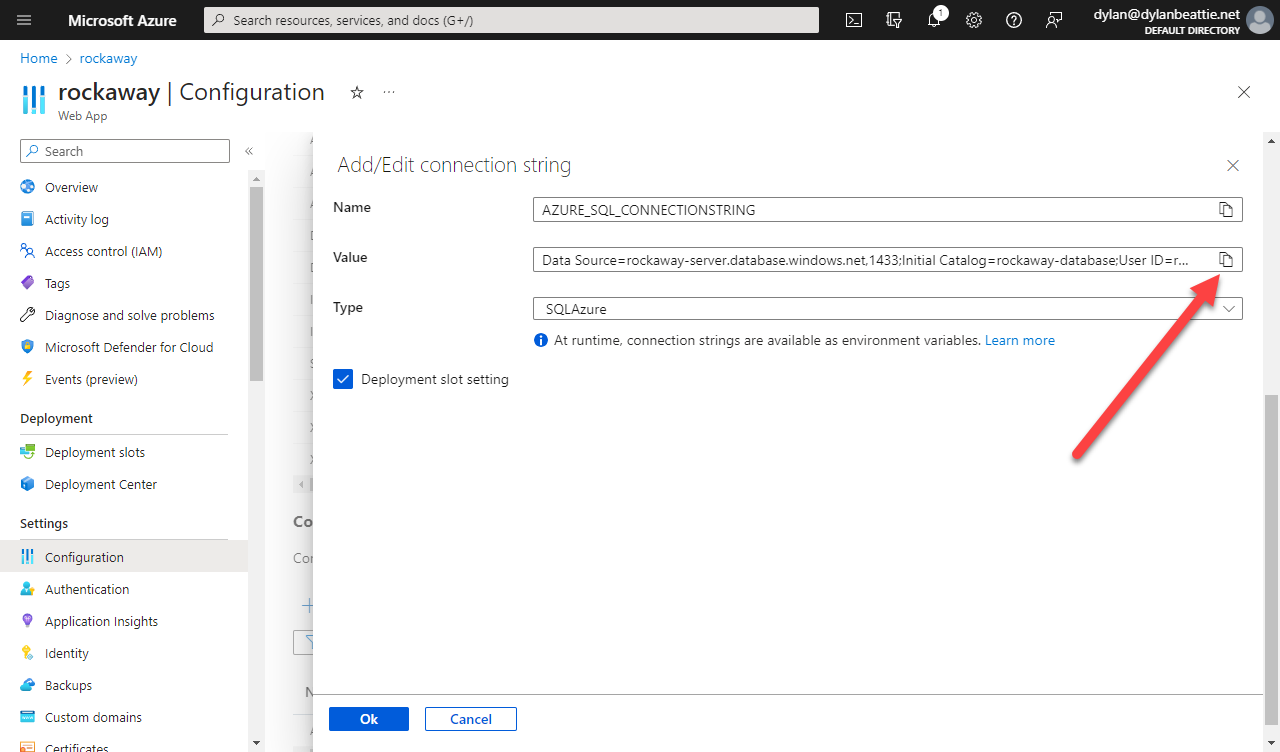 Microsoft Azure
Search resources, services, and docs (G+/)
1
dylan@dylanbeattie.net
DEFAULT DIRECTORY
Home > rockaway
rockaway | Configuration
Web App
Search
Overview
Activity log
Access control (IAM)
Tags
Diagnose and solve problems
Microsoft Defender for Cloud
Events (preview)
Deployment
Deployment slots
Deployment Center
Settings
Configuration
Authentication
Application Insights
Identity
Backups
Custom domains
Certificates
Add/Edit connection string
Name
AZURE_SQL_CONNECTIONSTRING
Value
Data Source=rockaway-server.database.windows.net,1433;Initial Catalog=rockaway-database;User ID=r...
Type
SQLAzure
At runtime, connection strings are available as environment variables. Learn more
Deployment slot setting
Ok
Cancel